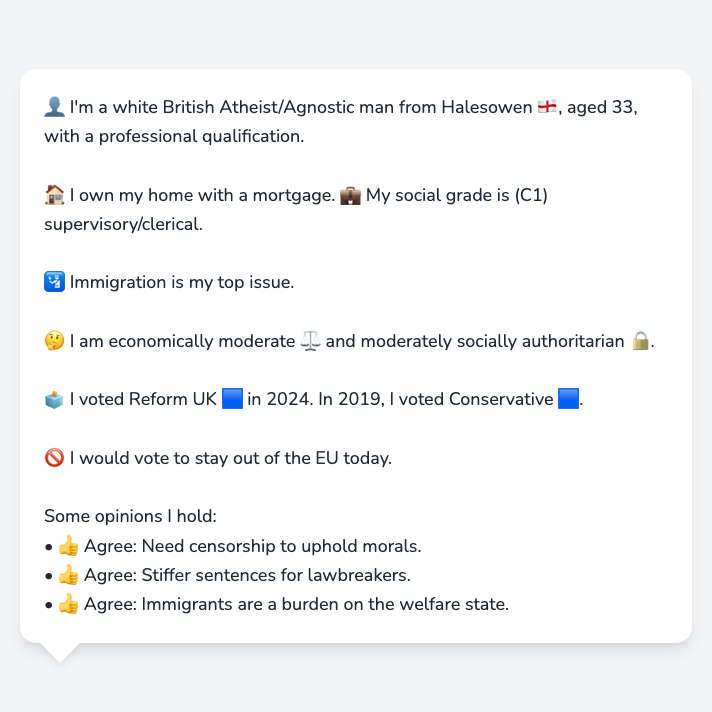 👤 I'm a white British Atheist/Agnostic man from Halesowen 🏴󠁧󠁢󠁥󠁮󠁧󠁿, aged 33,
with a professional qualification.
🏠 I own my home with a mortgage. 💼 My social grade is (C1)
supervisory/clerical.
🛂 Immigration is my top issue.
🤔 I am economically moderate ⚖️ and moderately socially authoritarian 🔒.
🗳️ I voted Reform UK 🟦 in 2024. In 2019, I voted Conservative 🟦.
🚫 I would vote to stay out of the EU today.
Some opinions I hold:
• 👍 Agree: Need censorship to uphold morals.
• 👍 Agree: Stiffer sentences for lawbreakers.
• 👍 Agree: Immigrants are a burden on the welfare state.